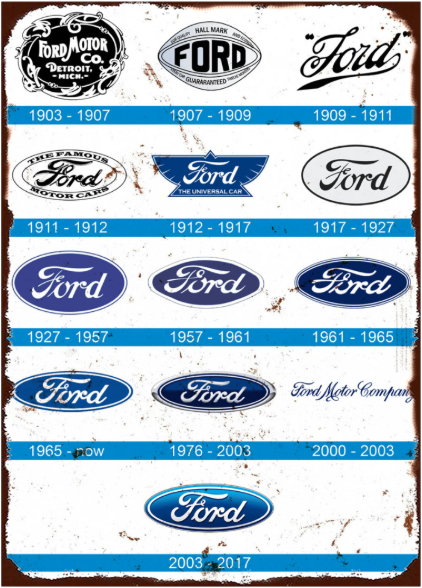 FORD MOTOR
CO.
DETROIT,
- MICH. -
HALL MARK
FORD
"Ford"
1903 - 1907
1907 - 1909
1909 - 1911
THE FAMOUS
Ford
MOTOR CARS
Ford
THE UNIVERSAL CAR
Ford
1911 - 1912
1912 - 1917
1917 - 1927
Ford
Ford
Ford
1927 - 1957
1957 - 1961
1961 - 1965
Ford
Ford
Ford Motor Company
1965 - now
1976 - 2003
2000 - 2003
Ford
2003 - 2017